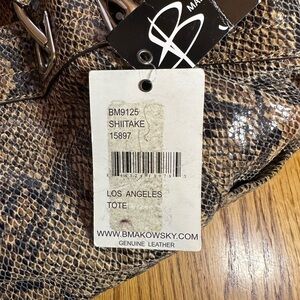 BM9125
SHIITAKE
15897
LOS ANGELES
TOTE
WWW.BMAKOWSKY.COM
GENUINE LEATHER